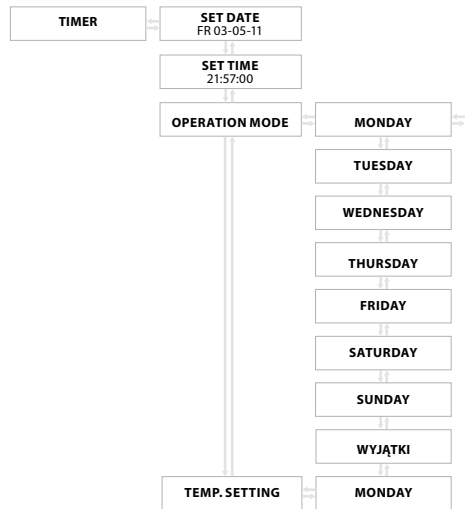 TIMER
SET DATE
FR 03-05-11
SET TIME
21:57:00
OPERATION MODE
MONDAY
TUESDAY
WEDNESDAY
THURSDAY
FRIDAY
SATURDAY
SUNDAY
WYJĄTKI
TEMP. SETTING
MONDAY